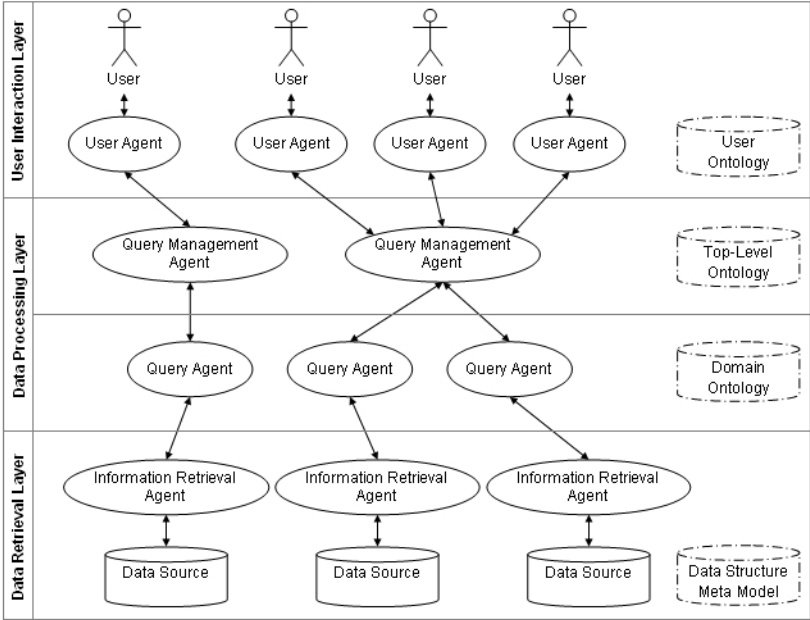 User Interaction Layer
User
User
User
User
User Agent
User Agent
User Agent
User Agent
User
Ontology
Data Processing Layer
Query Management
Agent
Query Management
Agent
Top-Level
Ontology
Query Agent
Query Agent
Query Agent
Domain
Ontology
Data Retrieval Layer
Information Retrieval
Agent
Information Retrieval
Agent
Information Retrieval
Agent
Data Source
Data Source
Data Source
Data Structure
Meta Model